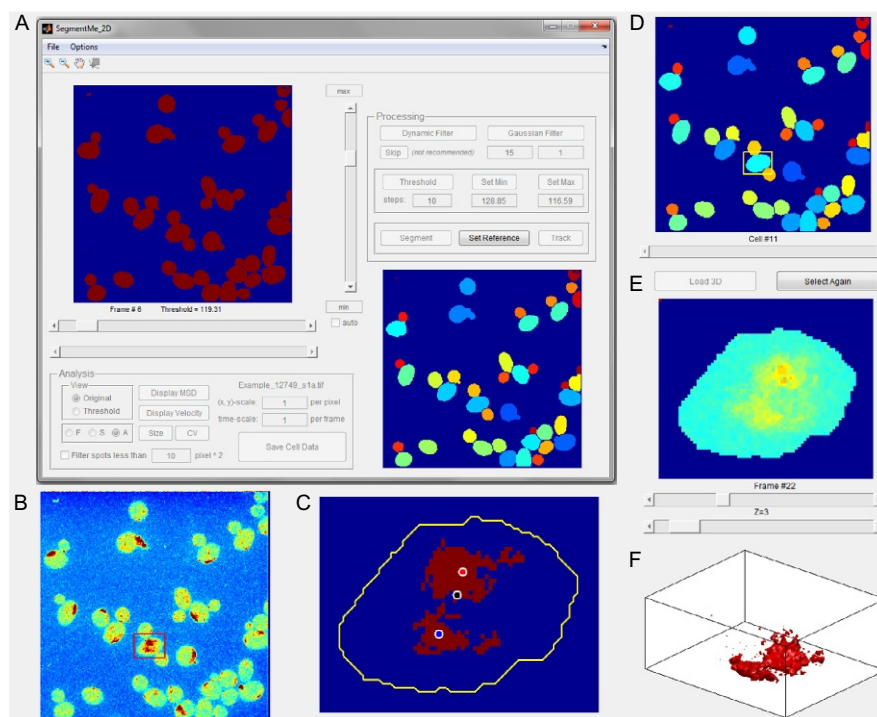 A
SegmentMe_2D
File Options
max
Processing
Dynamic Filter Gaussian Filter
Skip (not recommended) 15 1
Threshold Set Min Set Max
steps: 10 128.85 116.59
Segment Set Reference Track
Frame # 6 Threshold = 119.31
min
auto
Analysis
View
Original
Threshold
F S A
Display MSD
Display Velocity
Size CV
Example_12749_s1a.tif
(x, y)-scale: 1 per pixel
time-scale: 1 per frame
Save Cell Data
Filter spots less than 10 pixel ^ 2
B
C
D
Cell #11
E
Load 3D Select Again
Frame #22
Z=3
F